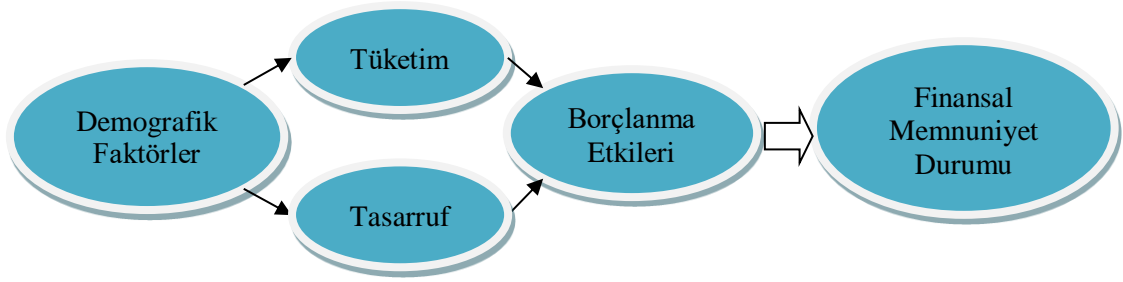 Demografik
Faktörler
Tüketim
Tasarruf
Borçlanma
Etkileri
Finansal
Memnuniyet
Durumu